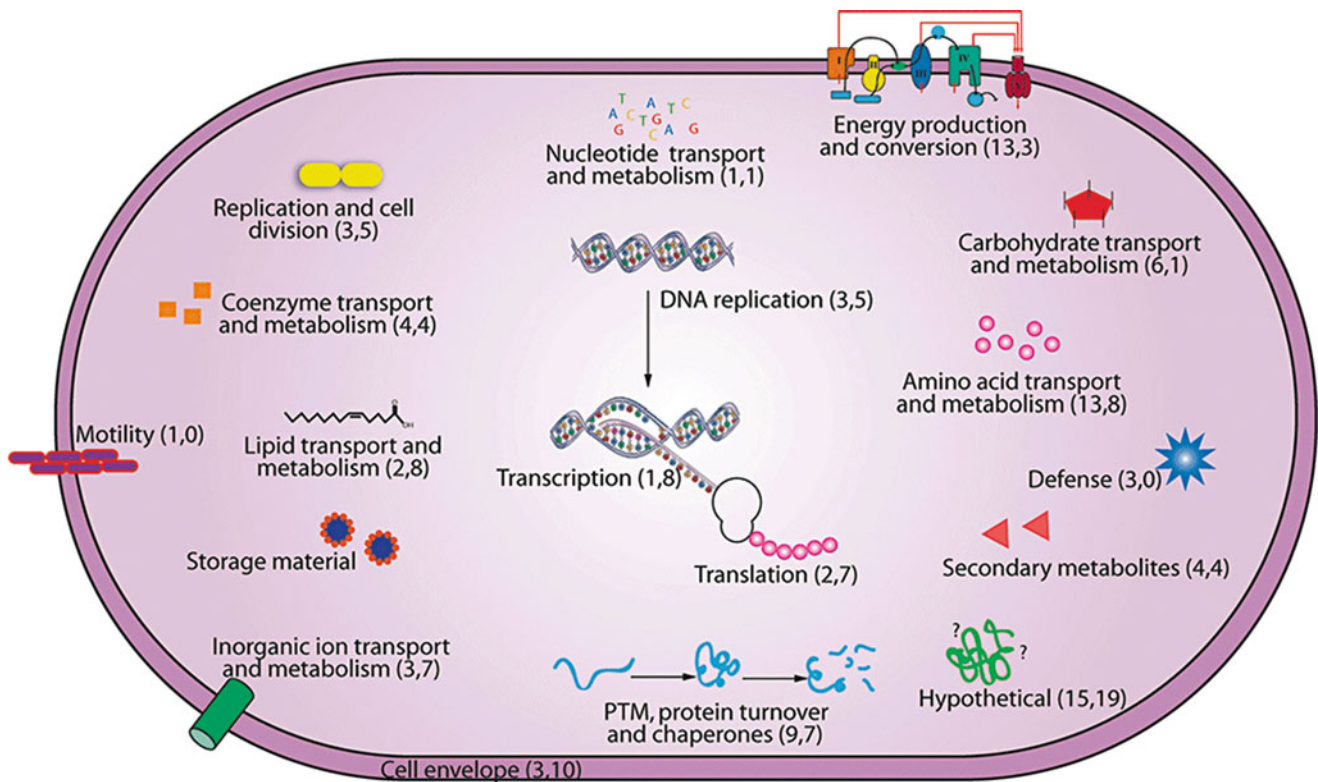 I
II
III
IV
V
T
A
T
C
A
C
T
G
G
C
A
G
Nucleotide transport
and metabolism (1,1)
Energy production
and conversion (13,3)
Replication and cell
division (3,5)
Carbohydrate transport
and metabolism (6,1)
DNA replication (3,5)
Coenzyme transport
and metabolism (4,4)
Amino acid transport
and metabolism (13,8)
O
OH
Motility (1,0)
Lipid transport and
metabolism (2,8)
Transcription (1,8)
Defense (3,0)
Storage material
Translation (2,7)
Secondary metabolites (4,4)
Inorganic ion transport
and metabolism (3,7)
?
?
Hypothetical (15,19)
PTM, protein turnover
and chaperones (9,7)
Cell envelope (3,10)